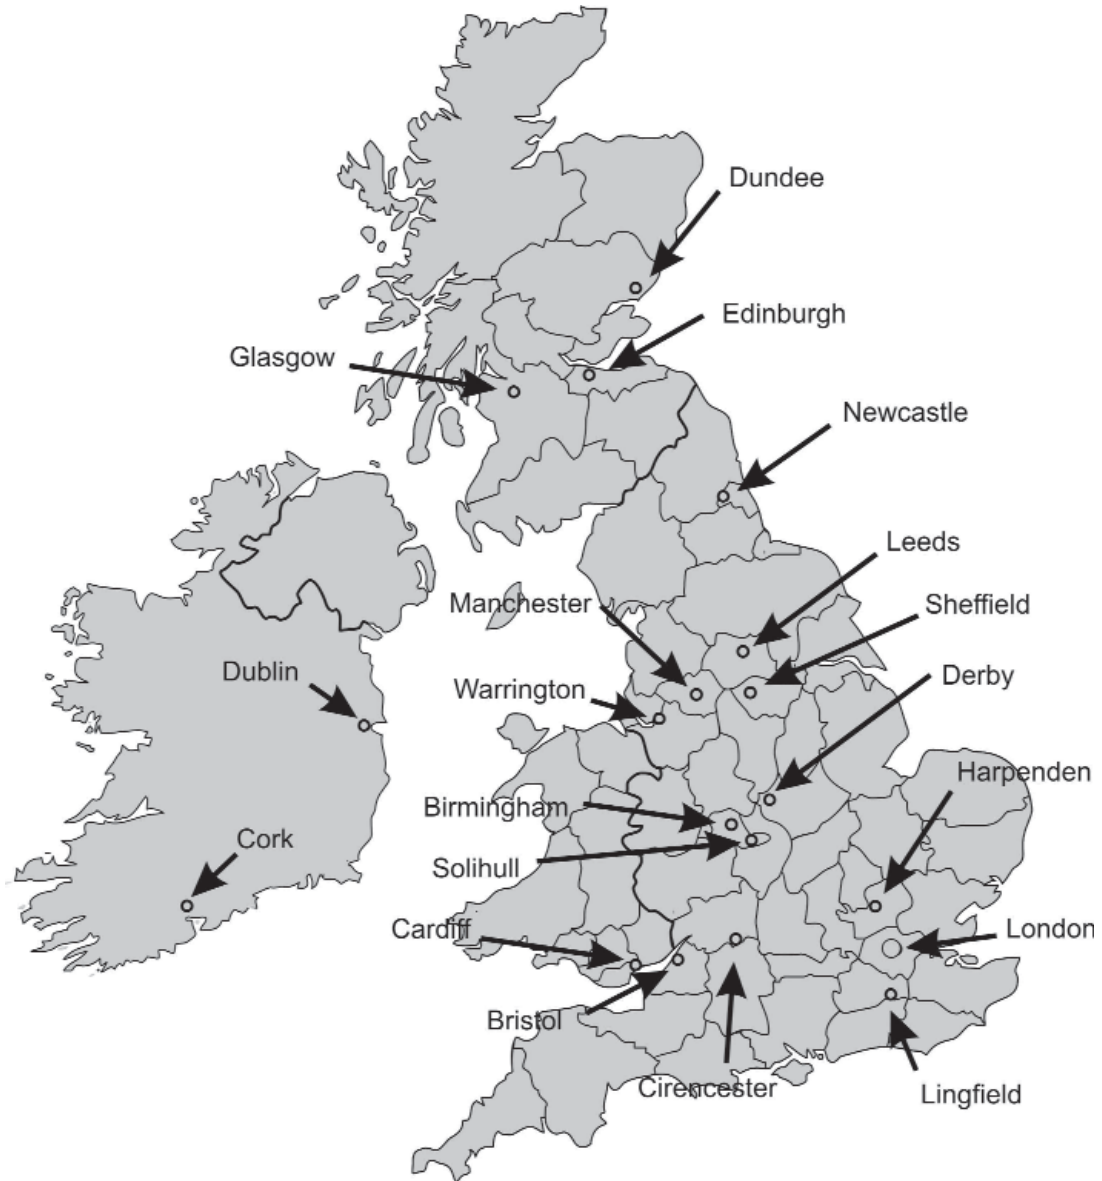 Dundee
Edinburgh
Glasgow
Newcastle
Leeds
Manchester
Sheffield
Dublin
Warrington
Derby
Harpenden
Birmingham
Cork
Solihull
Cardiff
London
Bristol
Cirencester
Lingfield